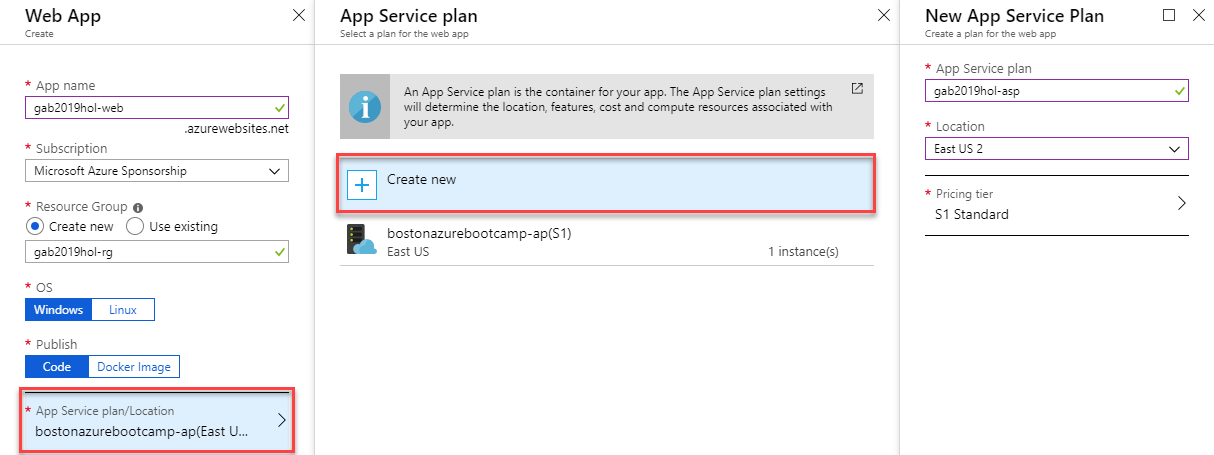 Web App
Create
* App name
gab2019hol-web
.azurewebsites.net
* Subscription
Microsoft Azure Sponsorship
* Resource Group
Create new
Use existing
gab2019hol-rg
* OS
Windows
Linux
* Publish
Code
Docker Image
* App Service plan/Location
bostonazurebootcamp-ap(East U...
App Service plan
Select a plan for the web app
An App Service plan is the container for your app. The App Service plan settings
will determine the location, features, cost and compute resources associated with
your app.
Create new
bostonazurebootcamp-ap(S1)
East US
1 instance(s)
New App Service Plan
Create a plan for the web app
* App Service plan
gab2019hol-asp
* Location
East US 2
* Pricing tier
S1 Standard